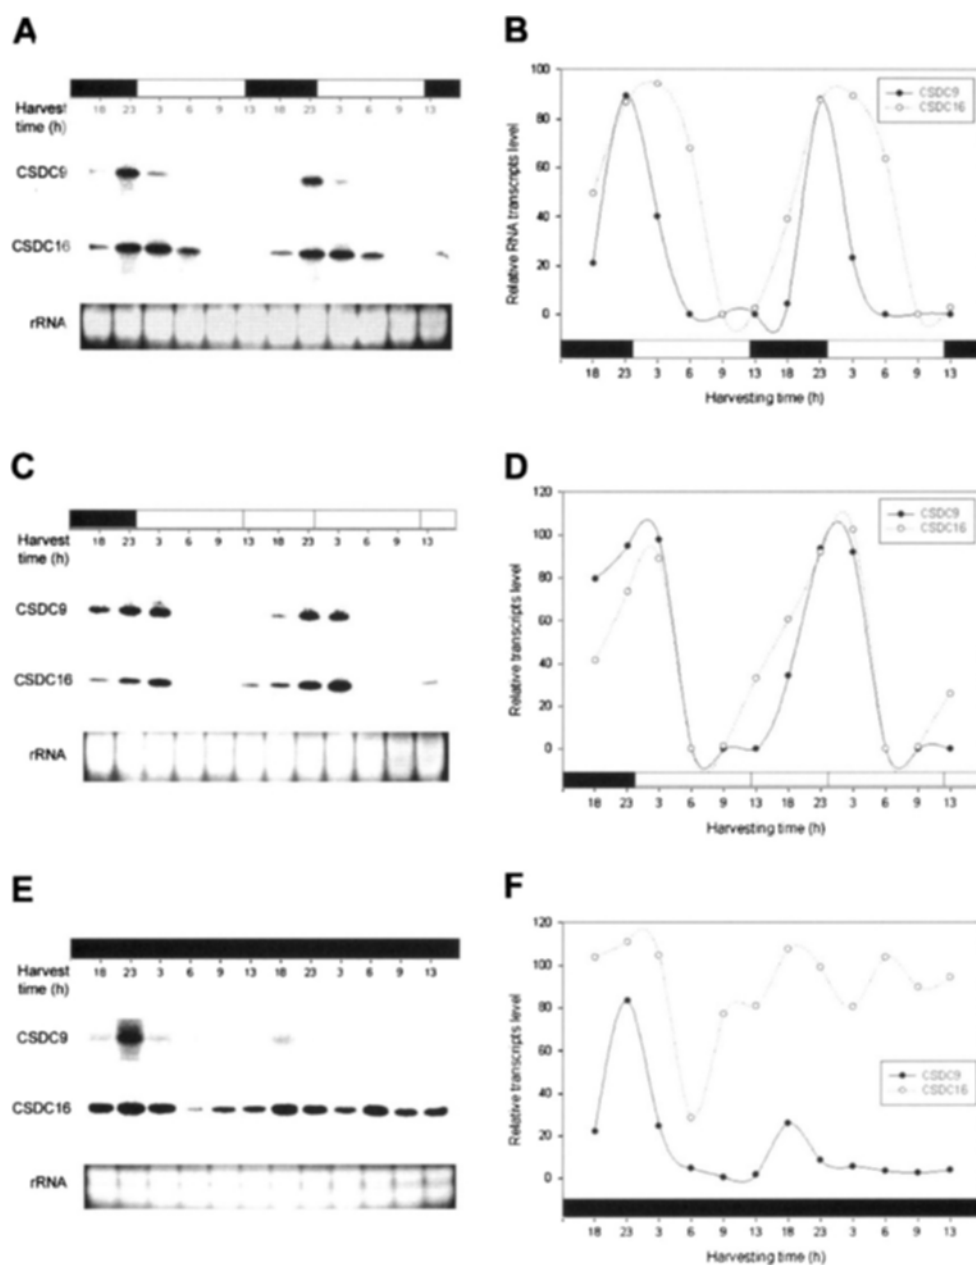 A
18 23 3 6 9 13 18 23 3 6 9 13
Harvest
time (h)
CSDC9
CSDC16
rRNA
B
100
80
60
40
20
0
Relative RNA transcripts level
CSDC9
CSDC16
18 23 3 6 9 13 18 23 3 6 9 13
Harvesting time (h)
C
18 23 3 6 9 13 18 23 3 6 9 13
Harvest
time (h)
CSDC9
CSDC16
rRNA
D
120
100
80
60
40
20
0
Relative transcripts level
CSDC9
CSDC16
18 23 3 6 9 13 18 23 3 6 9 13
Harvesting time (h)
E
18 23 3 6 9 13 18 23 3 6 9 13
Harvest
time (h)
CSDC9
CSDC16
rRNA
F
120
100
80
60
40
20
0
Relative transcripts level
CSDC9
CSDC16
18 23 3 6 9 13 18 23 3 6 9 13
Harvesting time (h)